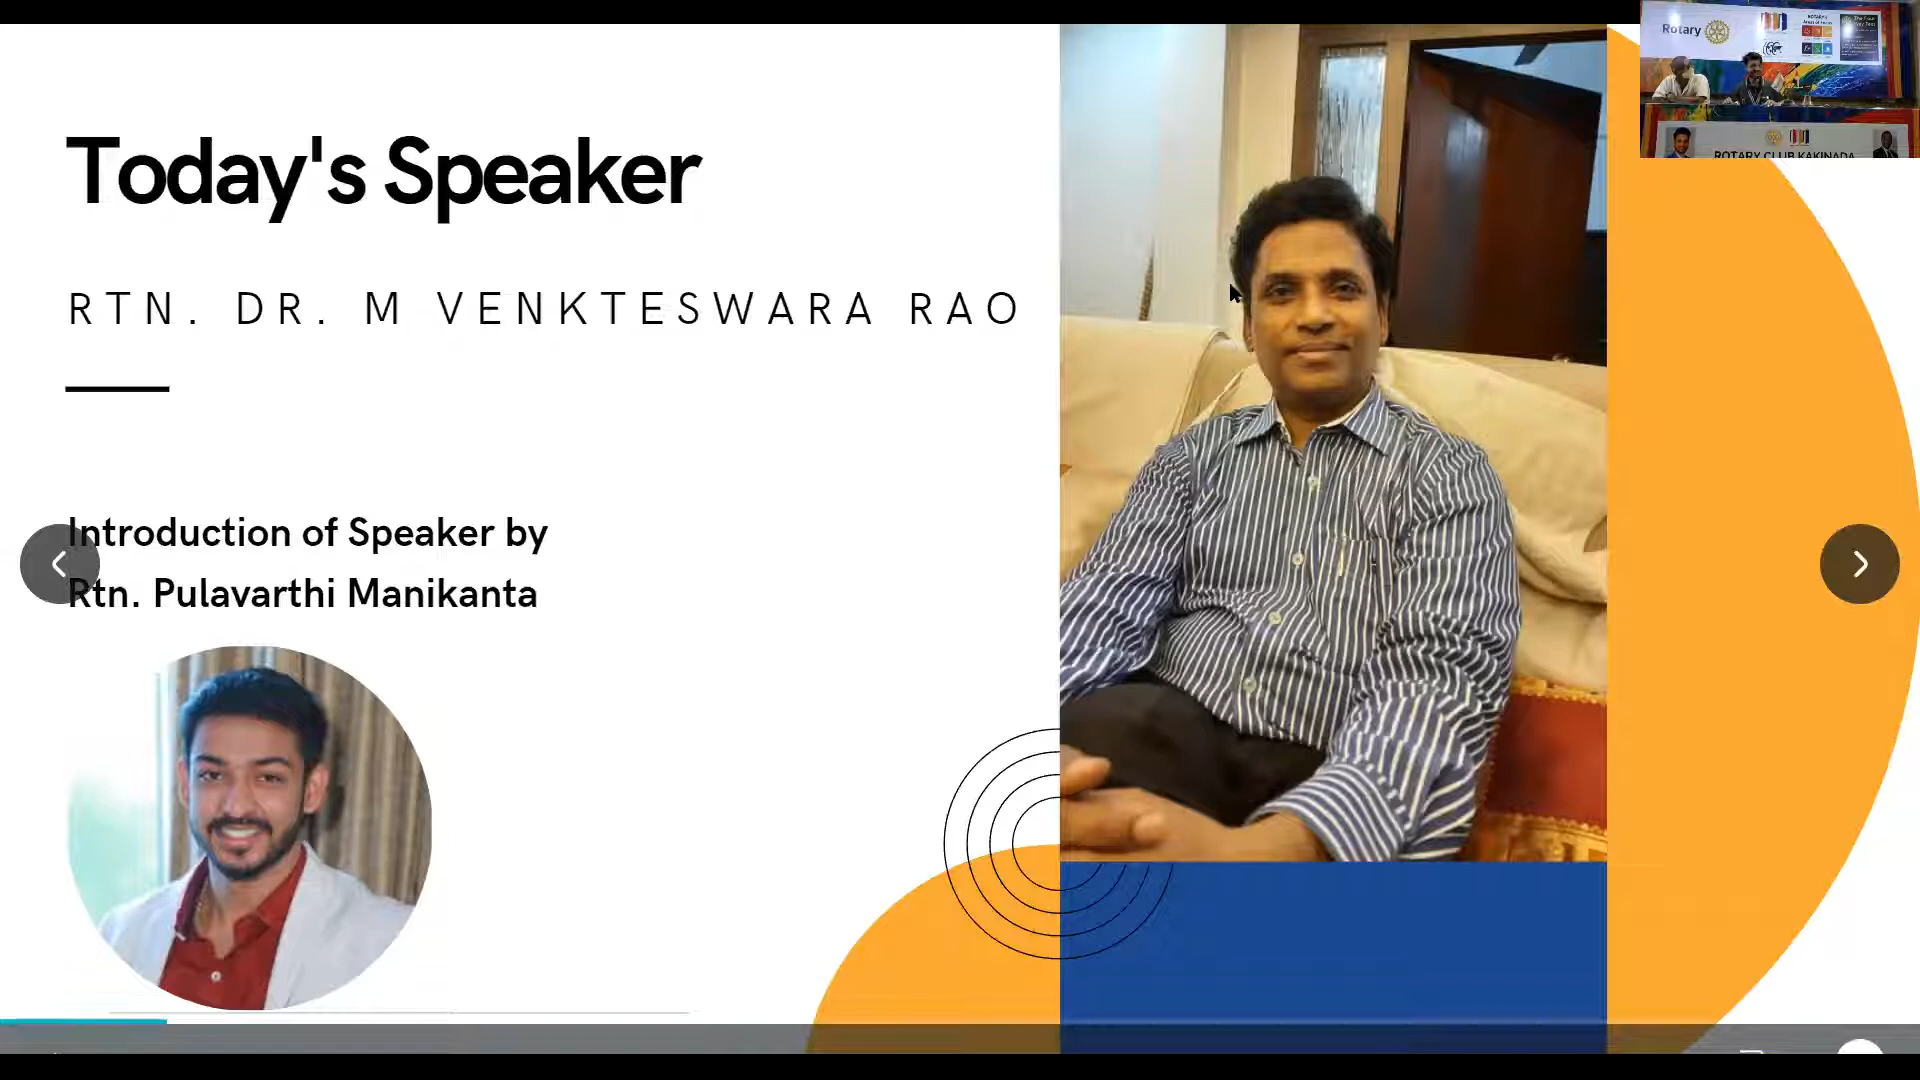 Today's Speaker
RTN. DR. M VENKTESWARA RAO
Introduction of Speaker by
Rtn. Pulavarthi Manikanta
Rotary
ROTARY CLUB KAKINADA